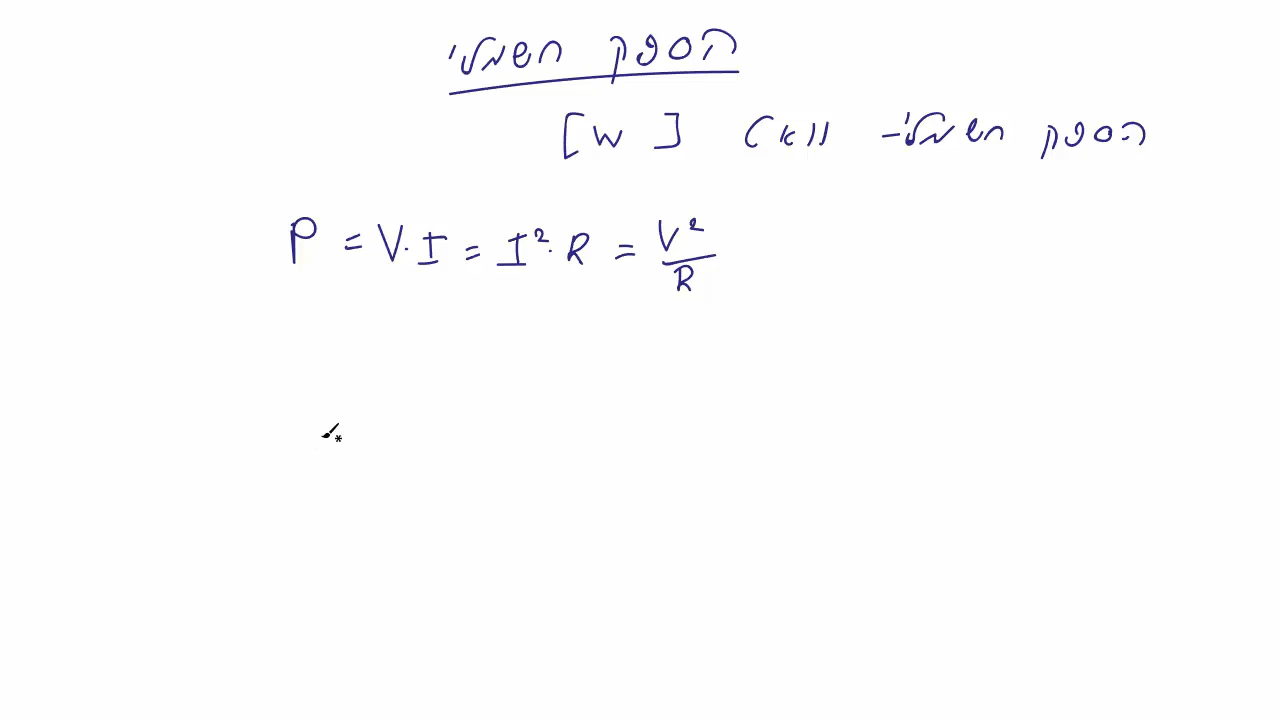 הספק חשמלי
הספק חשמלי - וואט [W]
P = V·I = I²·R = V²/R